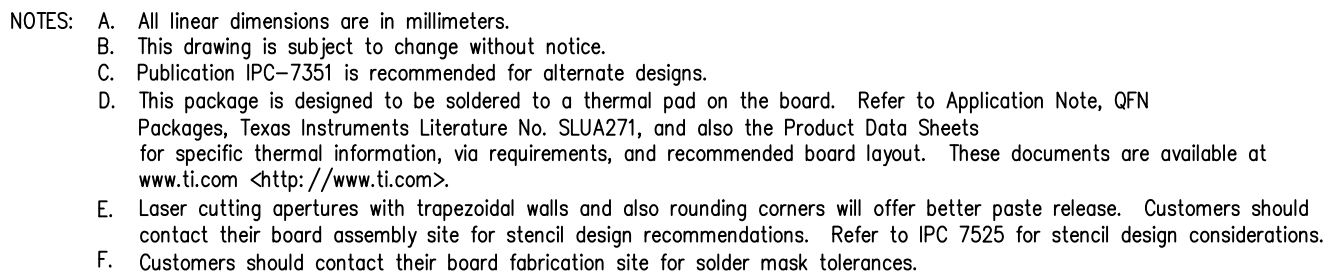 NOTES: A. All linear dimensions are in millimeters.
B. This drawing is subject to change without notice.
C. Publication IPC-7351 is recommended for alternate designs.
D. This package is designed to be soldered to a thermal pad on the board. Refer to Application Note, QFN
Packages, Texas Instruments Literature No. SLUA271, and also the Product Data Sheets
for specific thermal information, via requirements, and recommended board layout. These documents are available at
www.ti.com <http://www.ti.com>.
E. Laser cutting apertures with trapezoidal walls and also rounding corners will offer better paste release. Customers should
contact their board assembly site for stencil design recommendations. Refer to IPC 7525 for stencil design considerations.
F. Customers should contact their board fabrication site for solder mask tolerances.